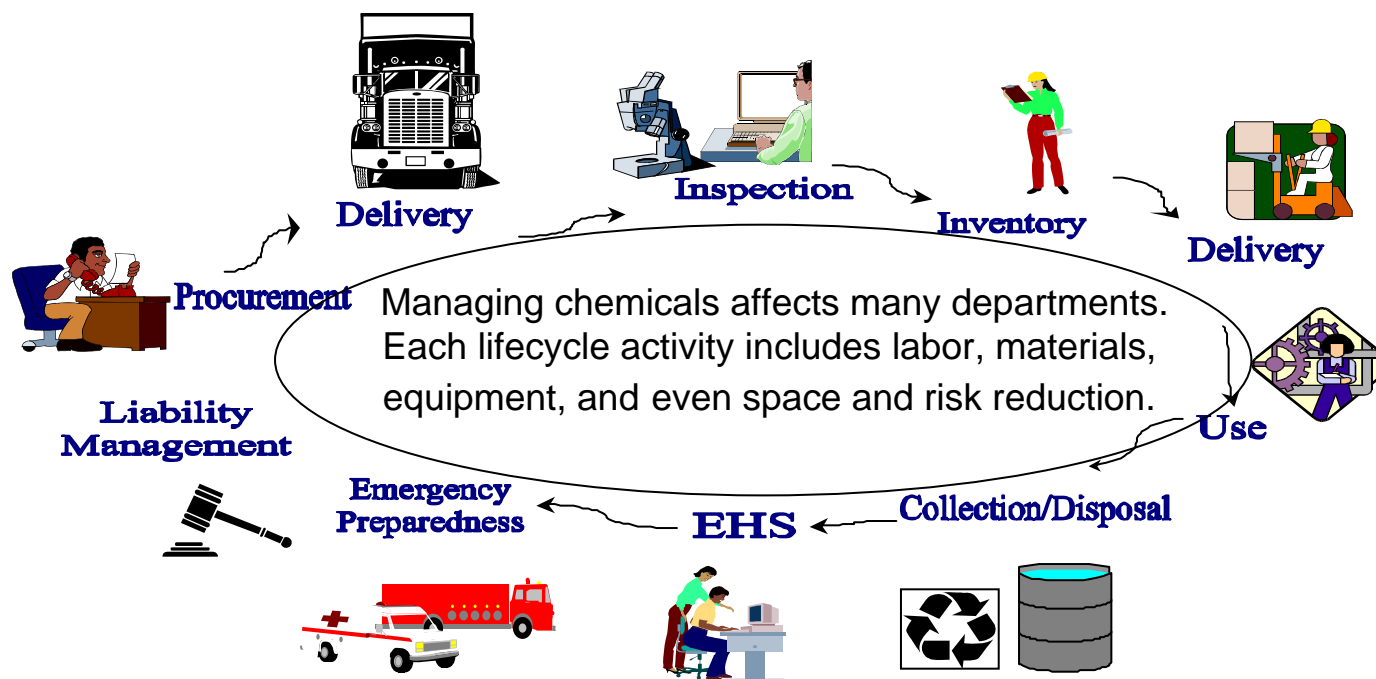 Delivery
Inspection
Inventory
Delivery
Procurement
Managing chemicals affects many departments.
Each lifecycle activity includes labor, materials,
equipment, and even space and risk reduction.
Use
Collection/Disposal
EHS
Emergency
Preparedness
Liability
Management